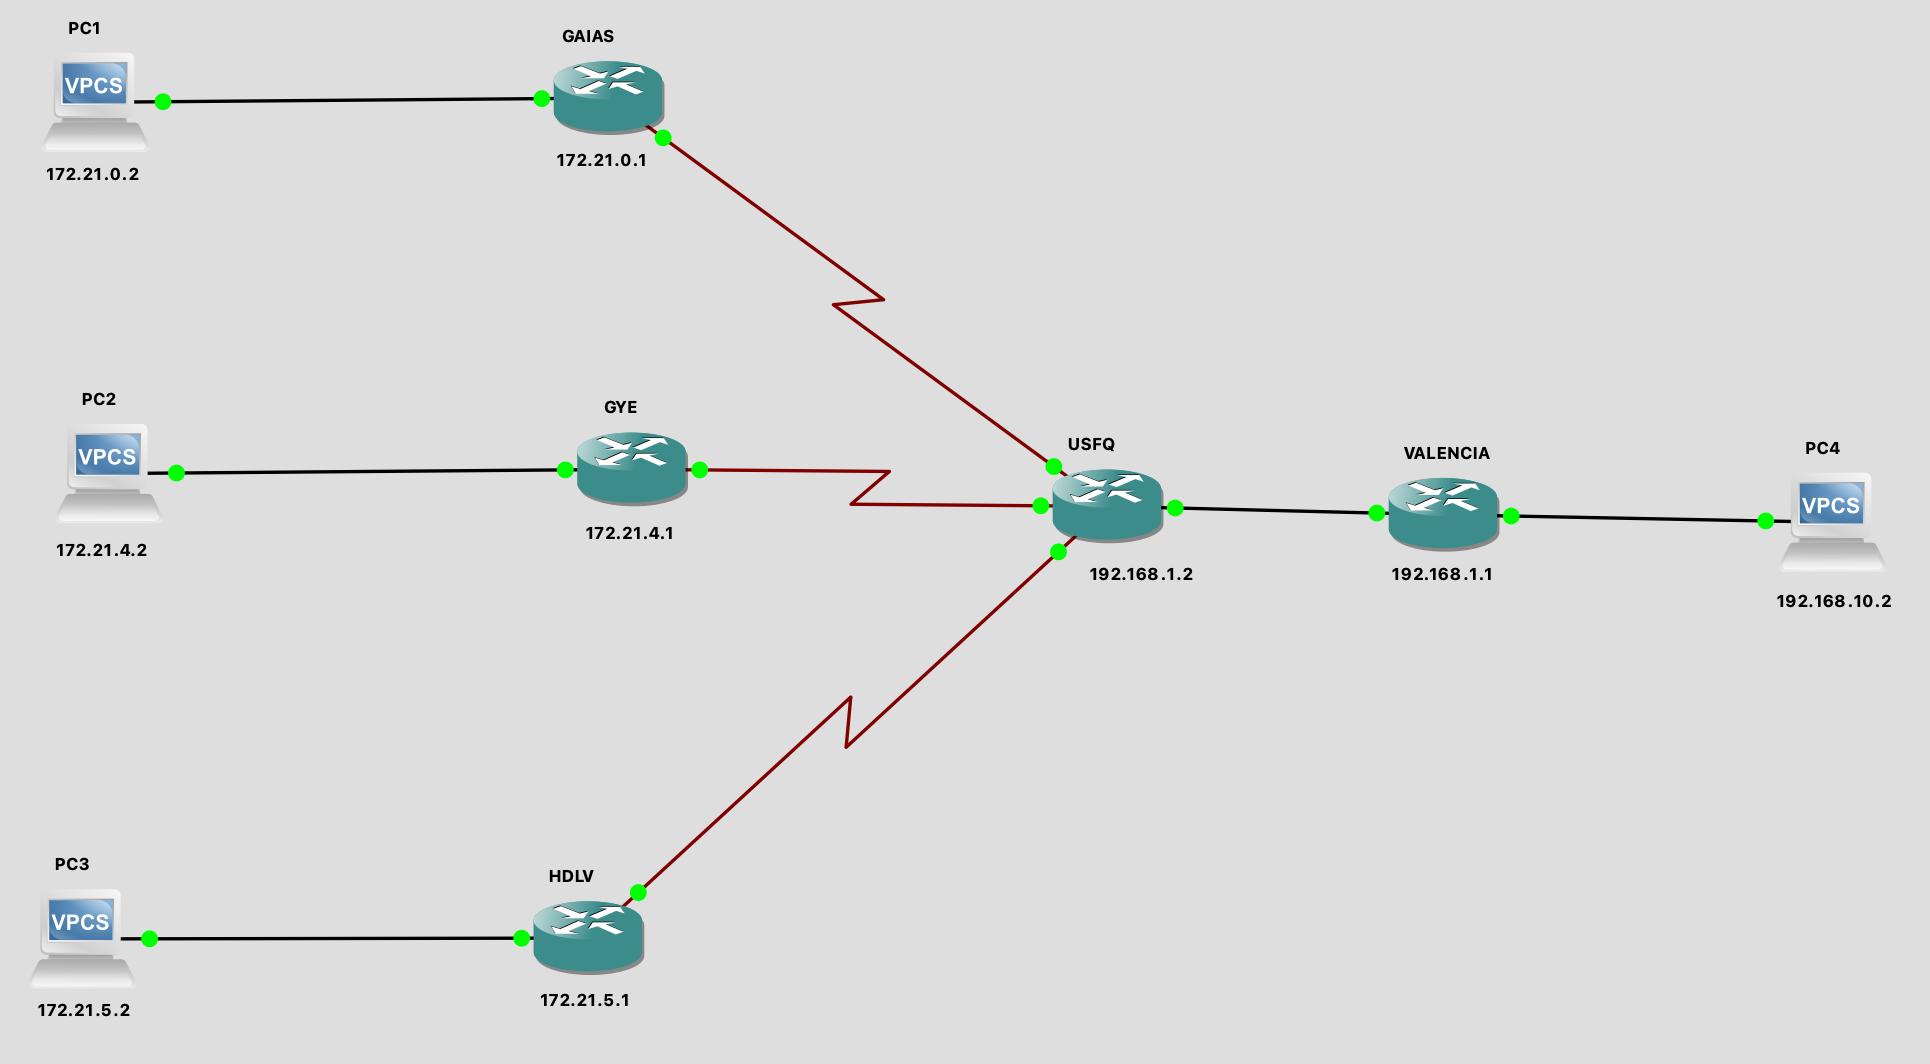 PC1
GAIAS
VPCS
172.21.0.1
172.21.0.2
PC2
GYE
VPCS
172.21.4.1
172.21.4.2
USFQ
192.168.1.2
VALENCIA
192.168.1.1
PC4
VPCS
192.168.10.2
PC3
HDLV
VPCS
172.21.5.1
172.21.5.2